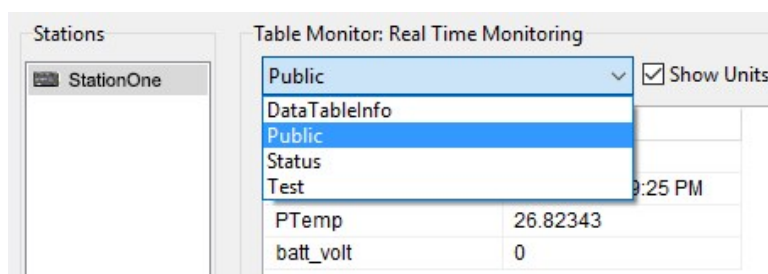 Stations
Table Monitor: Real Time Monitoring
StationOne
Public
Show Units
DataTableInfo
Public
Status
Test
:25 PM
PTemp 26.82343
batt_volt 0